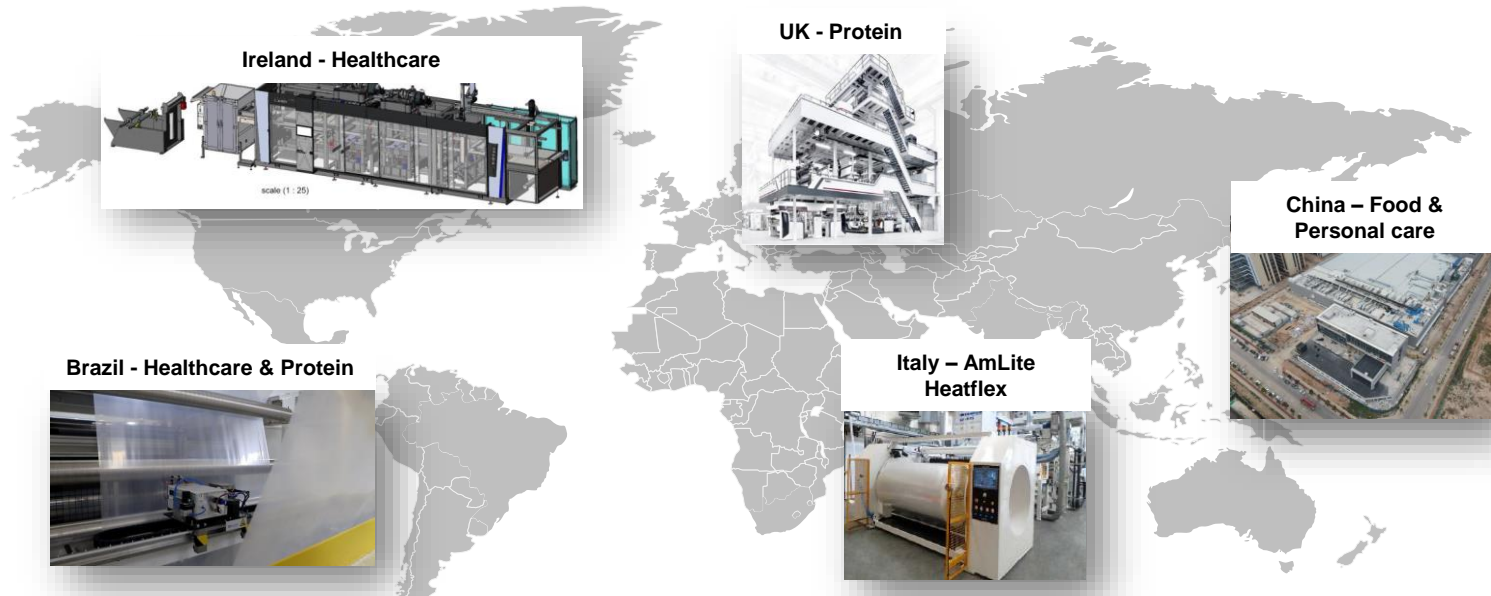 Ireland - Healthcare
scale (1 : 25)
UK - Protein
China – Food &
Personal care
Brazil - Healthcare & Protein
Italy – AmLite
Heatflex